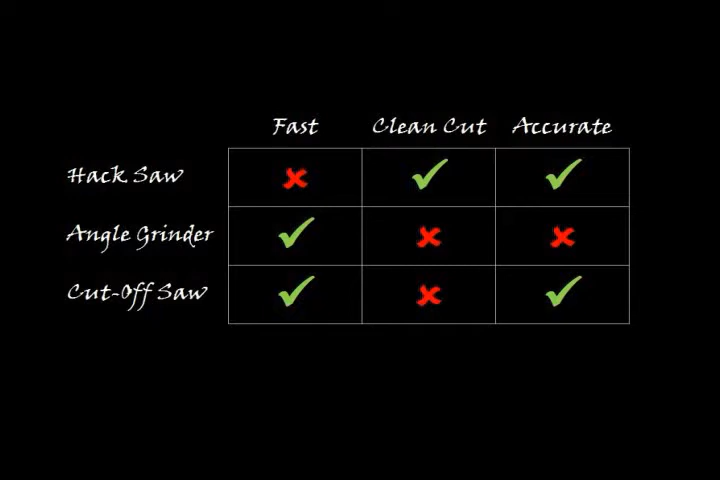 Fast Clean Cut Accurate
Hack Saw ✘ ✓ ✓
Angle Grinder ✓ ✘ ✘
Cut-Off Saw ✓ ✘ ✓